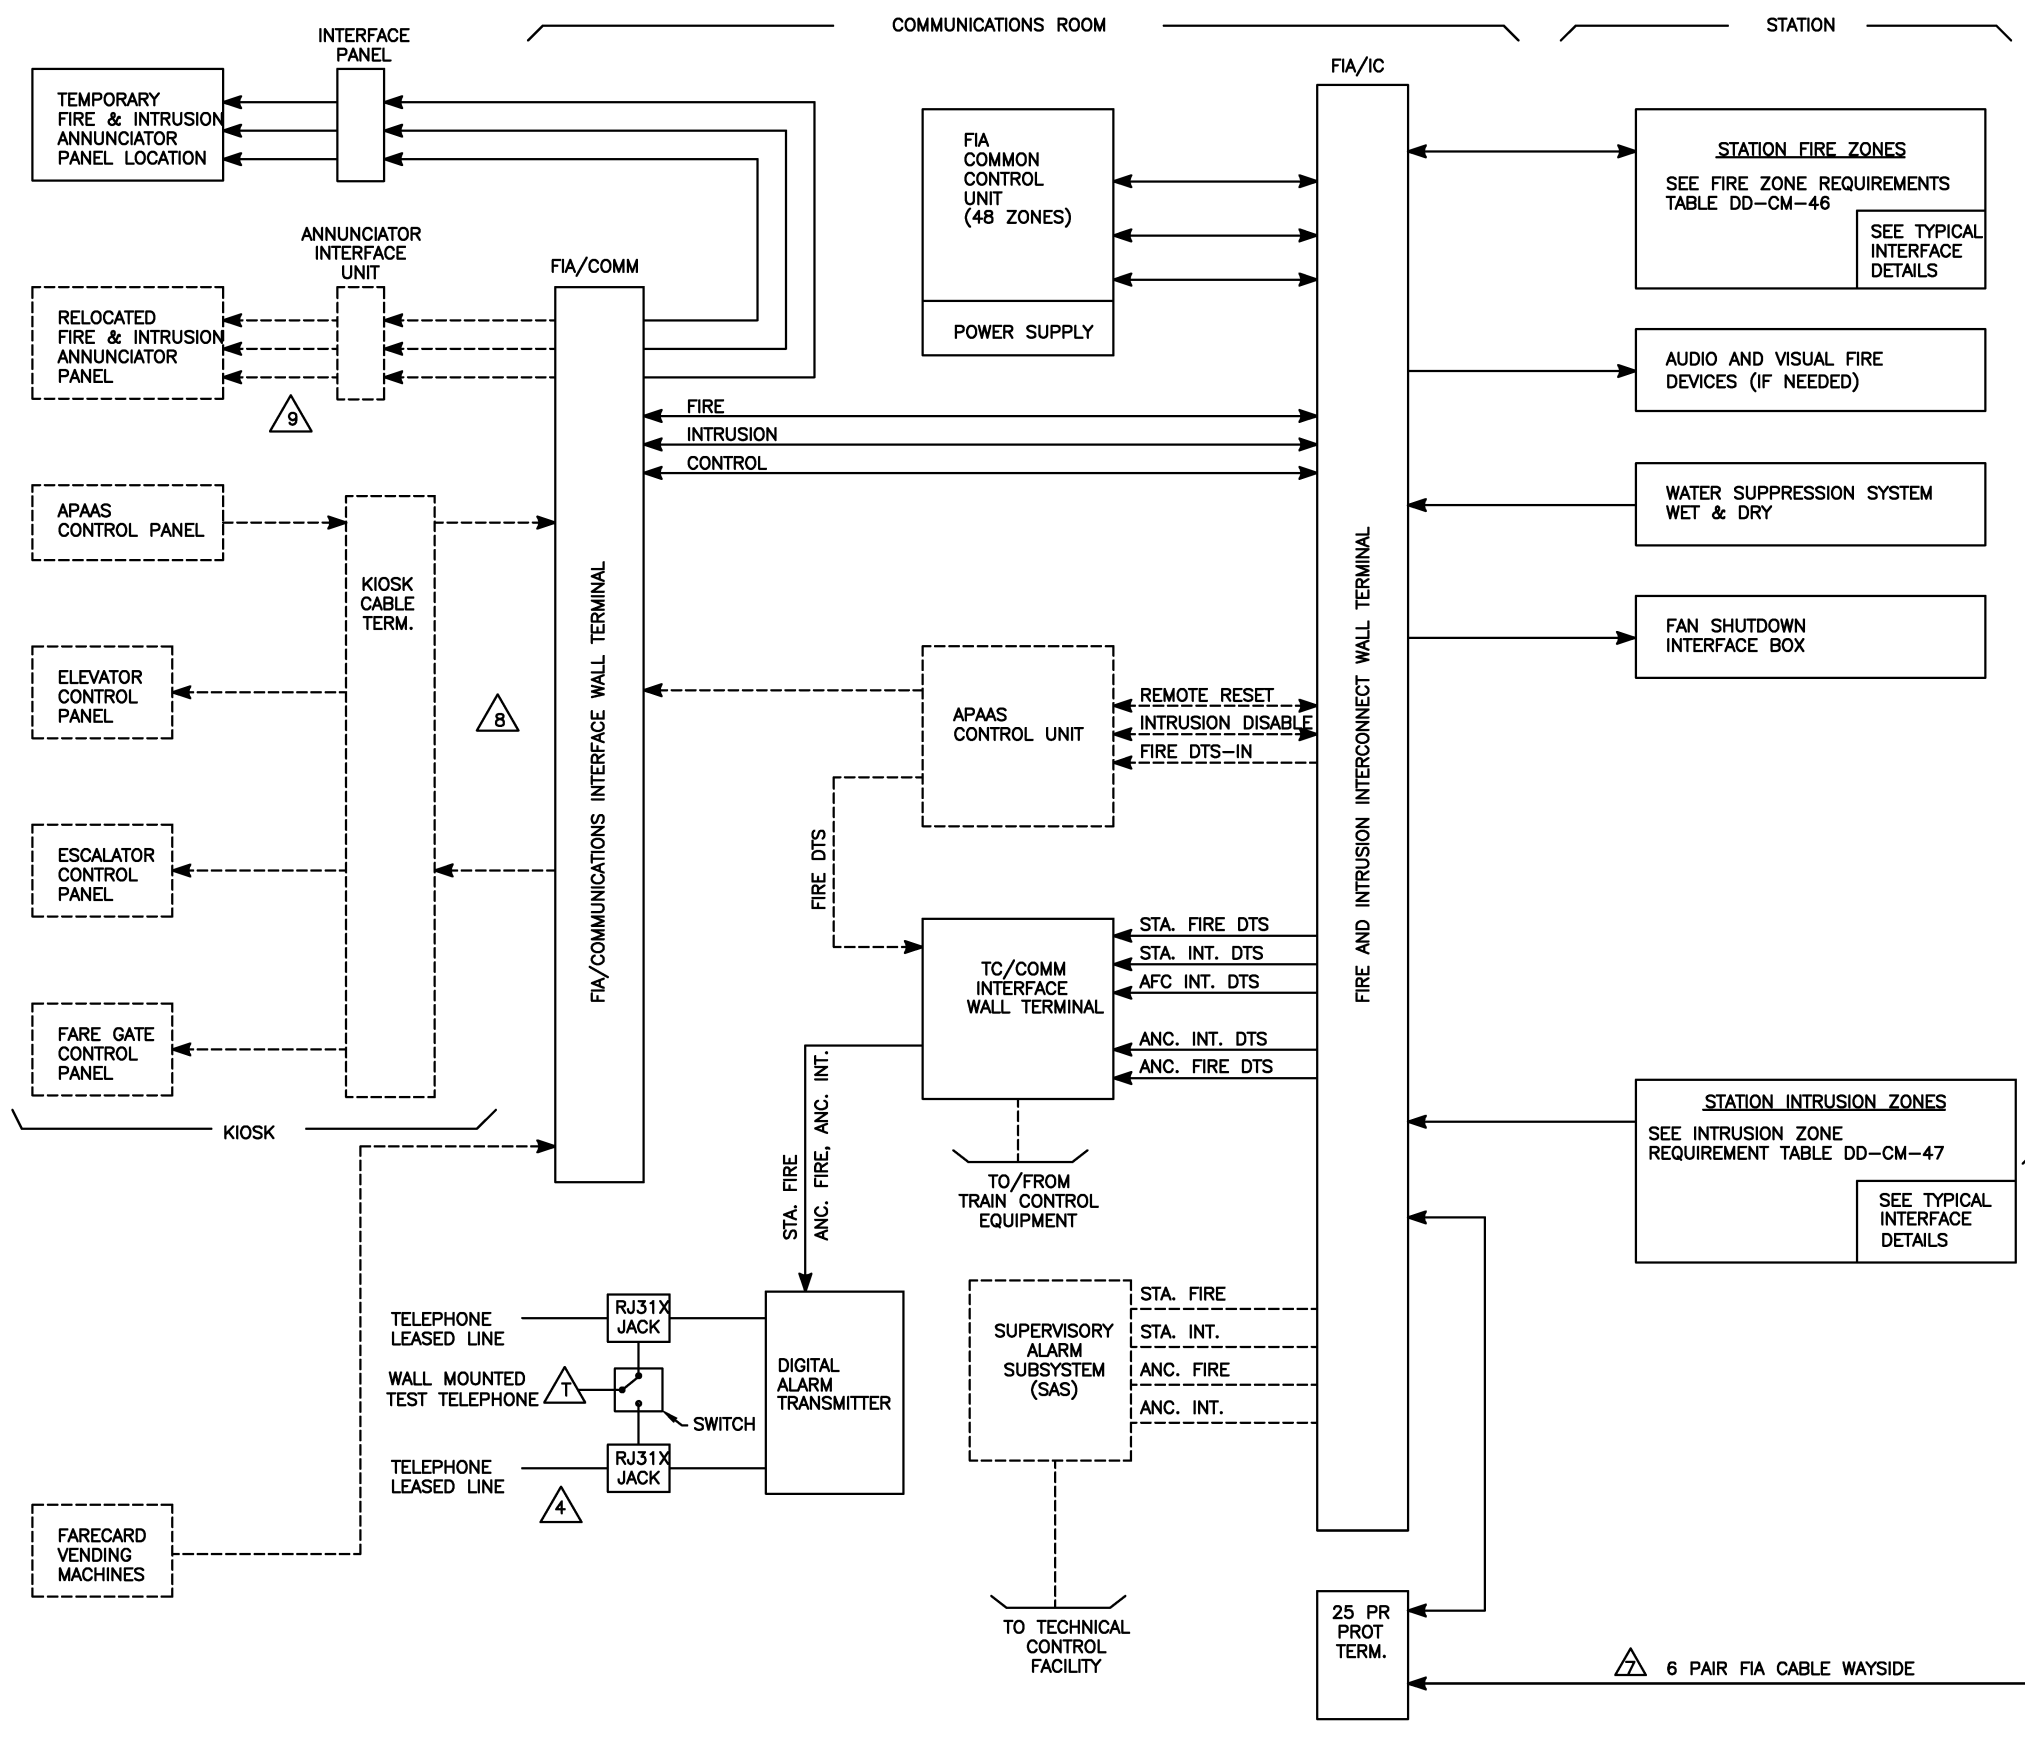 COMMUNICATIONS ROOM
STATION
INTERFACE
PANEL
TEMPORARY
FIRE & INTRUSION
ANNUNCIATOR
PANEL LOCATION
ANNUNCIATOR
INTERFACE
UNIT
RELOCATED
FIRE & INTRUSION
ANNUNCIATOR
PANEL
9
APAAS
CONTROL PANEL
KIOSK
CABLE
TERM.
ELEVATOR
CONTROL
PANEL
8
ESCALATOR
CONTROL
PANEL
FARE GATE
CONTROL
PANEL
KIOSK
FARECARD
VENDING
MACHINES
FIA/COMM
FIA/COMMUNICATIONS INTERFACE WALL TERMINAL
FIRE
INTRUSION
CONTROL
FIA
COMMON
CONTROL
UNIT
(48 ZONES)
POWER SUPPLY
APAAS
CONTROL UNIT
REMOTE RESET
INTRUSION DISABLE
FIRE DTS-IN
FIRE DTS
TC/COMM
INTERFACE
WALL TERMINAL
STA. FIRE DTS
STA. INT. DTS
AFC INT. DTS
ANC. INT. DTS
ANC. FIRE DTS
TO/FROM
TRAIN CONTROL
EQUIPMENT
STA. FIRE
ANC. FIRE, ANC. INT.
TELEPHONE
LEASED LINE
RJ31X
JACK
WALL MOUNTED
TEST TELEPHONE
T
SWITCH
TELEPHONE
LEASED LINE
RJ31X
JACK
4
DIGITAL
ALARM
TRANSMITTER
SUPERVISORY
ALARM
SUBSYSTEM
(SAS)
STA. FIRE
STA. INT.
ANC. FIRE
ANC. INT.
TO TECHNICAL
CONTROL
FACILITY
FIA/IC
FIRE AND INTRUSION INTERCONNECT WALL TERMINAL
25 PR
PROT
TERM.
STATION FIRE ZONES
SEE FIRE ZONE REQUIREMENTS
TABLE DD-CM-46
SEE TYPICAL
INTERFACE
DETAILS
AUDIO AND VISUAL FIRE
DEVICES (IF NEEDED)
WATER SUPPRESSION SYSTEM
WET & DRY
FAN SHUTDOWN
INTERFACE BOX
STATION INTRUSION ZONES
SEE INTRUSION ZONE
REQUIREMENT TABLE DD-CM-47
SEE TYPICAL
INTERFACE
DETAILS
7
6 PAIR FIA CABLE WAYSIDE